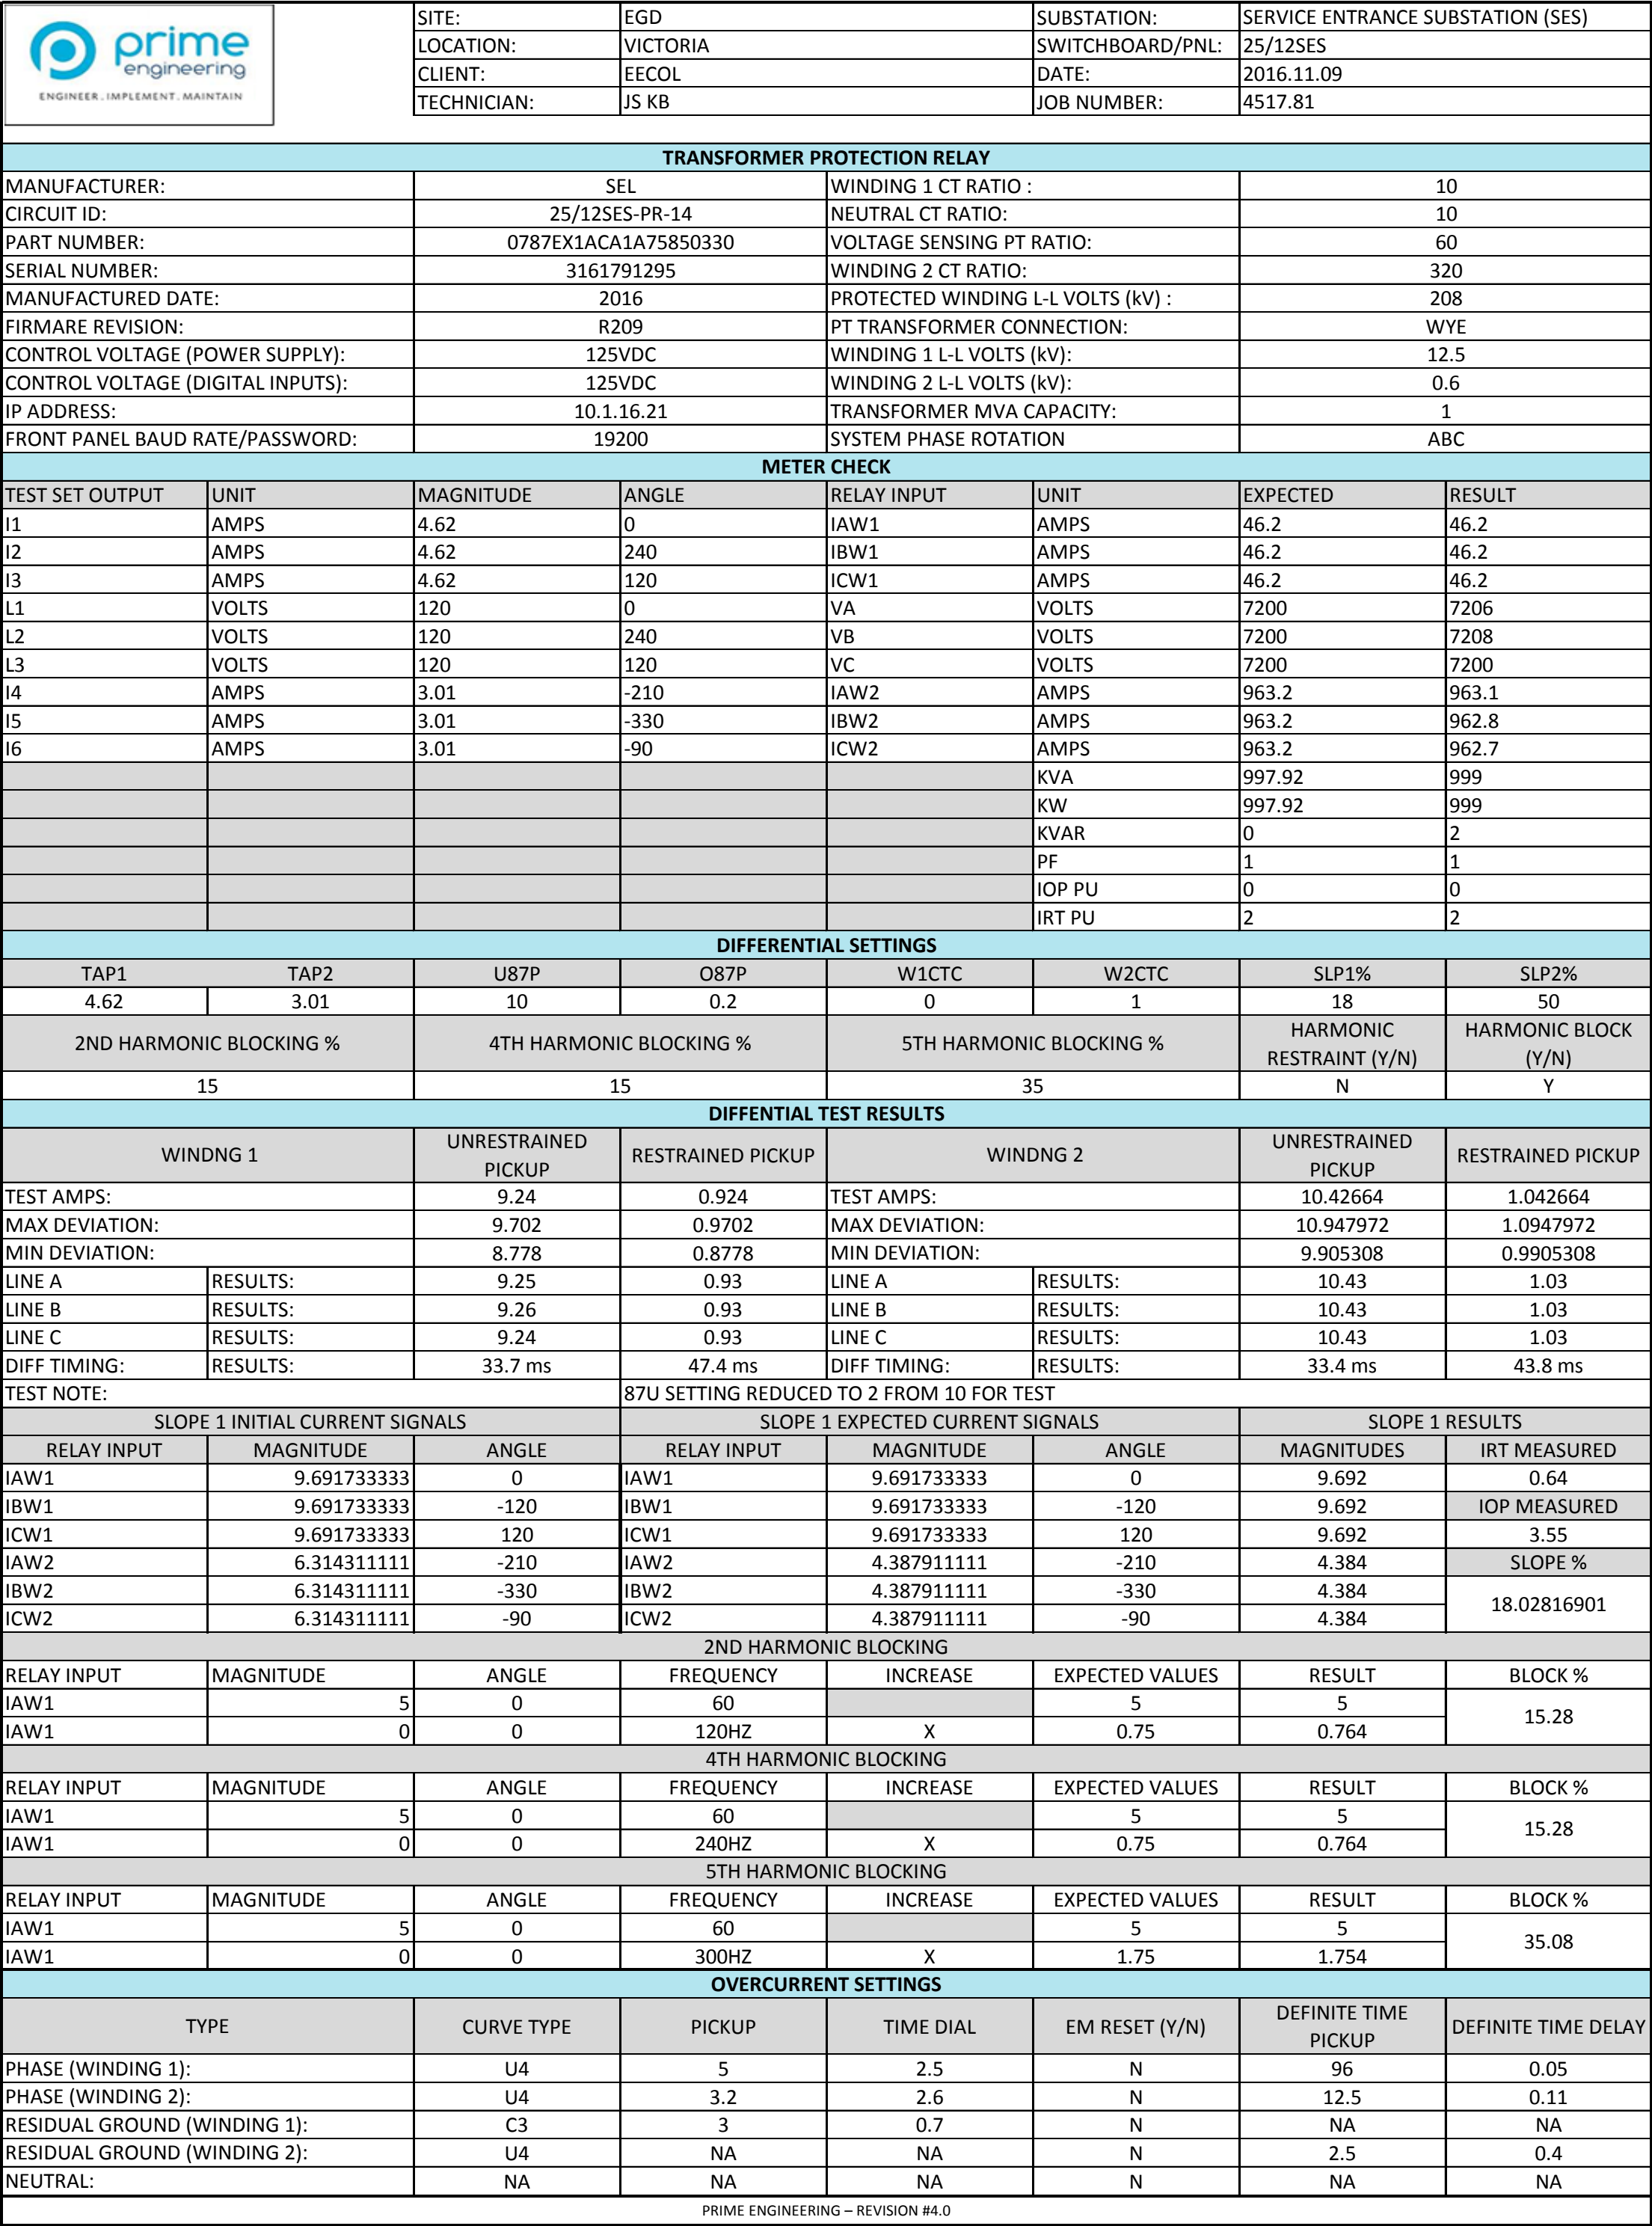 prime
engineering
ENGINEER . IMPLEMENT . MAINTAIN
SITE: EGD SUBSTATION: SERVICE ENTRANCE SUBSTATION (SES)
LOCATION: VICTORIA SWITCHBOARD/PNL: 25/12SES
CLIENT: EECOL DATE: 2016.11.09
TECHNICIAN: JS KB JOB NUMBER: 4517.81
TRANSFORMER PROTECTION RELAY
MANUFACTURER: SEL WINDING 1 CT RATIO : 10
CIRCUIT ID: 25/12SES-PR-14 NEUTRAL CT RATIO: 10
PART NUMBER: 0787EX1ACA1A75850330 VOLTAGE SENSING PT RATIO: 60
SERIAL NUMBER: 3161791295 WINDING 2 CT RATIO: 320
MANUFACTURED DATE: 2016 PROTECTED WINDING L-L VOLTS (kV) : 208
FIRMARE REVISION: R209 PT TRANSFORMER CONNECTION: WYE
CONTROL VOLTAGE (POWER SUPPLY): 125VDC WINDING 1 L-L VOLTS (kV): 12.5
CONTROL VOLTAGE (DIGITAL INPUTS): 125VDC WINDING 2 L-L VOLTS (kV): 0.6
IP ADDRESS: 10.1.16.21 TRANSFORMER MVA CAPACITY: 1
FRONT PANEL BAUD RATE/PASSWORD: 19200 SYSTEM PHASE ROTATION ABC
METER CHECK
TEST SET OUTPUT UNIT MAGNITUDE ANGLE RELAY INPUT UNIT EXPECTED RESULT
I1 AMPS 4.62 0 IAW1 AMPS 46.2 46.2
I2 AMPS 4.62 240 IBW1 AMPS 46.2 46.2
I3 AMPS 4.62 120 ICW1 AMPS 46.2 46.2
L1 VOLTS 120 0 VA VOLTS 7200 7206
L2 VOLTS 120 240 VB VOLTS 7200 7208
L3 VOLTS 120 120 VC VOLTS 7200 7200
I4 AMPS 3.01 -210 IAW2 AMPS 963.2 963.1
I5 AMPS 3.01 -330 IBW2 AMPS 963.2 962.8
I6 AMPS 3.01 -90 ICW2 AMPS 963.2 962.7
KVA 997.92 999
KW 997.92 999
KVAR 0 2
PF 1 1
IOP PU 0 0
IRT PU 2 2
DIFFERENTIAL SETTINGS
TAP1 TAP2 U87P O87P W1CTC W2CTC SLP1% SLP2%
4.62 3.01 10 0.2 0 1 18 50
2ND HARMONIC BLOCKING % 4TH HARMONIC BLOCKING % 5TH HARMONIC BLOCKING % HARMONIC RESTRAINT (Y/N) HARMONIC BLOCK (Y/N)
15 15 35 N Y
DIFFENTIAL TEST RESULTS
WINDNG 1 UNRESTRAINED PICKUP RESTRAINED PICKUP WINDNG 2 UNRESTRAINED PICKUP RESTRAINED PICKUP
TEST AMPS: 9.24 0.924 TEST AMPS: 10.42664 1.042664
MAX DEVIATION: 9.702 0.9702 MAX DEVIATION: 10.947972 1.0947972
MIN DEVIATION: 8.778 0.8778 MIN DEVIATION: 9.905308 0.9905308
LINE A RESULTS: 9.25 0.93 LINE A RESULTS: 10.43 1.03
LINE B RESULTS: 9.26 0.93 LINE B RESULTS: 10.43 1.03
LINE C RESULTS: 9.24 0.93 LINE C RESULTS: 10.43 1.03
DIFF TIMING: RESULTS: 33.7 ms 47.4 ms DIFF TIMING: RESULTS: 33.4 ms 43.8 ms
TEST NOTE: 87U SETTING REDUCED TO 2 FROM 10 FOR TEST
SLOPE 1 INITIAL CURRENT SIGNALS SLOPE 1 EXPECTED CURRENT SIGNALS SLOPE 1 RESULTS
RELAY INPUT MAGNITUDE ANGLE RELAY INPUT MAGNITUDE ANGLE MAGNITUDES IRT MEASURED
IAW1 9.691733333 0 IAW1 9.691733333 0 9.692 0.64
IBW1 9.691733333 -120 IBW1 9.691733333 -120 9.692 IOP MEASURED
ICW1 9.691733333 120 ICW1 9.691733333 120 9.692 3.55
IAW2 6.314311111 -210 IAW2 4.387911111 -210 4.384 SLOPE %
IBW2 6.314311111 -330 IBW2 4.387911111 -330 4.384 18.02816901
ICW2 6.314311111 -90 ICW2 4.387911111 -90 4.384
2ND HARMONIC BLOCKING
RELAY INPUT MAGNITUDE ANGLE FREQUENCY INCREASE EXPECTED VALUES RESULT BLOCK %
IAW1 5 0 60 5 5 15.28
IAW1 0 0 120HZ X 0.75 0.764
4TH HARMONIC BLOCKING
RELAY INPUT MAGNITUDE ANGLE FREQUENCY INCREASE EXPECTED VALUES RESULT BLOCK %
IAW1 5 0 60 5 5 15.28
IAW1 0 0 240HZ X 0.75 0.764
5TH HARMONIC BLOCKING
RELAY INPUT MAGNITUDE ANGLE FREQUENCY INCREASE EXPECTED VALUES RESULT BLOCK %
IAW1 5 0 60 5 5 35.08
IAW1 0 0 300HZ X 1.75 1.754
OVERCURRENT SETTINGS
TYPE CURVE TYPE PICKUP TIME DIAL EM RESET (Y/N) DEFINITE TIME PICKUP DEFINITE TIME DELAY
PHASE (WINDING 1): U4 5 2.5 N 96 0.05
PHASE (WINDING 2): U4 3.2 2.6 N 12.5 0.11
RESIDUAL GROUND (WINDING 1): C3 3 0.7 N NA NA
RESIDUAL GROUND (WINDING 2): U4 NA NA N 2.5 0.4
NEUTRAL: NA NA NA N NA NA
PRIME ENGINEERING – REVISION #4.0